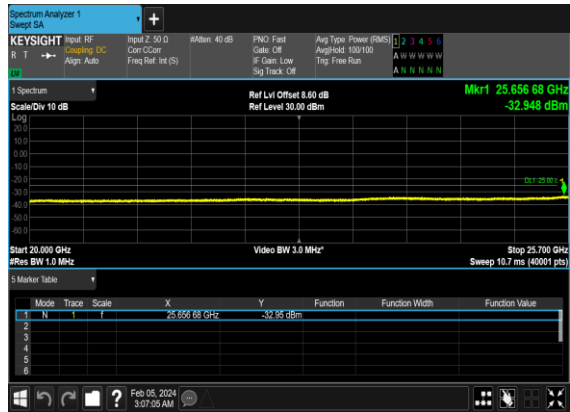 Spectrum Analyzer 1
Swept SA
KEYSIGHT Input: RF Input Z: 50 Ω #Atten: 40 dB PNO: Fast Avg Type: Power (RMS) 1 2 3 4 5 6
R T Coupling: DC Corr CCorr Gate: Off Avg|Hold: 100/100 A W W W W W
Align: Auto Freq Ref: Int (S) IF Gain: Low Trig: Free Run
LW Sig Track: Off A N N N N N
1 Spectrum Ref Lvl Offset 8.60 dB Mkr1 25.656 68 GHz
Scale/Div 10 dB Ref Level 30.00 dBm -32.948 dBm
Log
20.0
10.0
0.00
-10.0
-20.0 DL1 -25.00
-30.0
-40.0
-50.0
-60.0
Start 20.000 GHz Video BW 3.0 MHz* Stop 25.700 GHz
#Res BW 1.0 MHz Sweep 10.7 ms (40001 pts)
5 Marker Table
Mode Trace Scale X Y Function Function Width Function Value
1 N 1 f 25.656 68 GHz -32.95 dBm
2
3
4
5
6
? Feb 05, 2024
3:07:05 AM